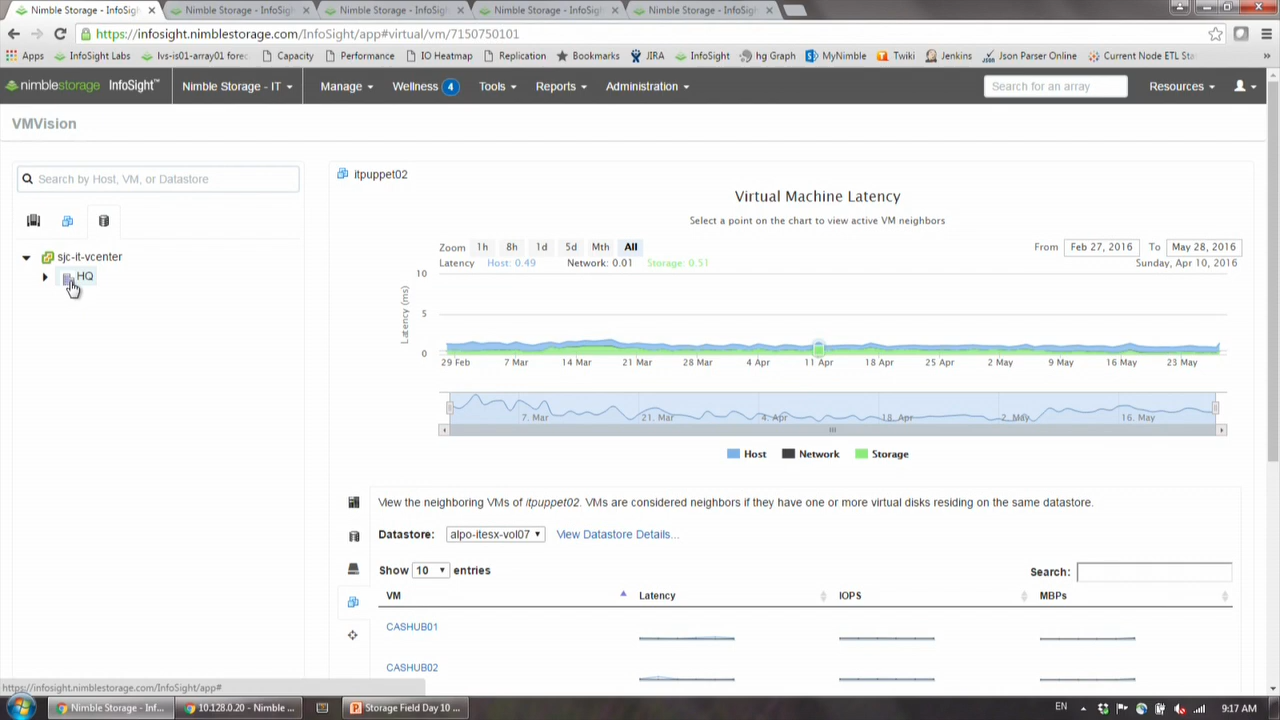 Nimble Storage - InfoSigh
Nimble Storage | InfoSight
Nimble Storage | InfoSight
Nimble Storage | InfoSight
Nimble Storage | InfoSight
https://infosight.nimblestorage.com/InfoSight/app#virtual/vm/7150750101
Apps InfoSight Labs lvs-is01-array01 forec Capacity Performance IO Heatmap Replication Bookmarks JIRA InfoSight hg Graph MyNimble Twiki Jenkins Json Parser Online Current Node ETL Sta »
nimblestorage InfoSight™ Nimble Storage - IT Manage Wellness 4 Tools Reports Administration Search for an array Resources
VMVision
Search by Host, VM, or Datastore
sjc-it-vcenter
HQ
itpuppet02
Virtual Machine Latency
Select a point on the chart to view active VM neighbors
Zoom 1h 8h 1d 5d Mth All From Feb 27, 2016 To May 28, 2016
Latency Host: 0.49 Network: 0.01 Storage: 0.51 Sunday, Apr 10, 2016
Latency (ms)
10
5
0
29 Feb 7 Mar 14 Mar 21 Mar 28 Mar 4 Apr 11 Apr 18 Apr 25 Apr 2 May 9 May 16 May 23 May
7. Mar 21. Mar 4. Apr 18. Apr 2. May 16. May
Host Network Storage
View the neighboring VMs of itpuppet02. VMs are considered neighbors if they have one or more virtual disks residing on the same datastore.
Datastore: alpo-itesx-vol07 View Datastore Details...
Show 10 entries Search:
VM Latency IOPS MBPs
CASHUB01
CASHUB02
https://infosight.nimblestorage.com/InfoSight/app#
Nimble Storage - Inf... 10.128.0.20 - Nimble ... Storage Field Day 10 ... EN 9:17 AM